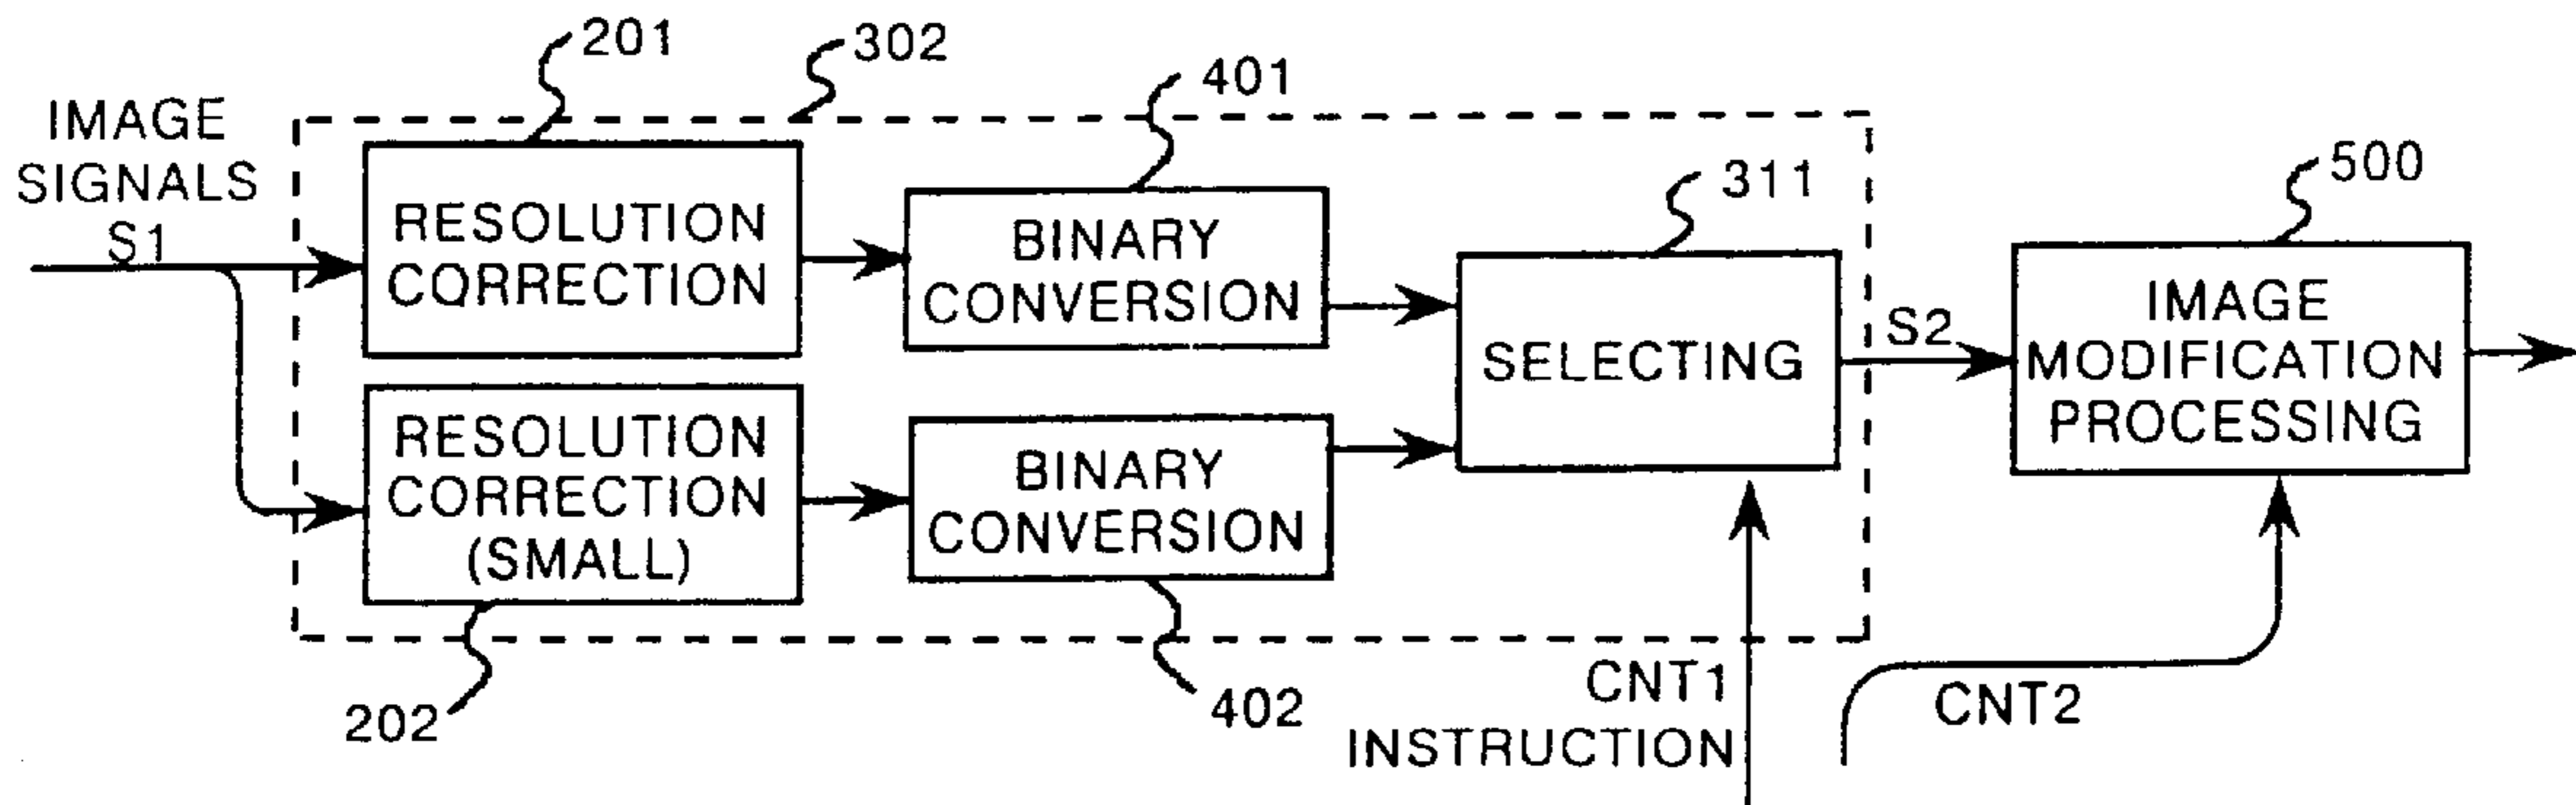 201
302
401
IMAGE
SIGNALS
S1
311
500
RESOLUTION
CORRECTION
BINARY
CONVERSION
SELECTING
S2
IMAGE
MODIFICATION
PROCESSING
RESOLUTION
CORRECTION
(SMALL)
BINARY
CONVERSION
202
402
CNT1
INSTRUCTION
CNT2